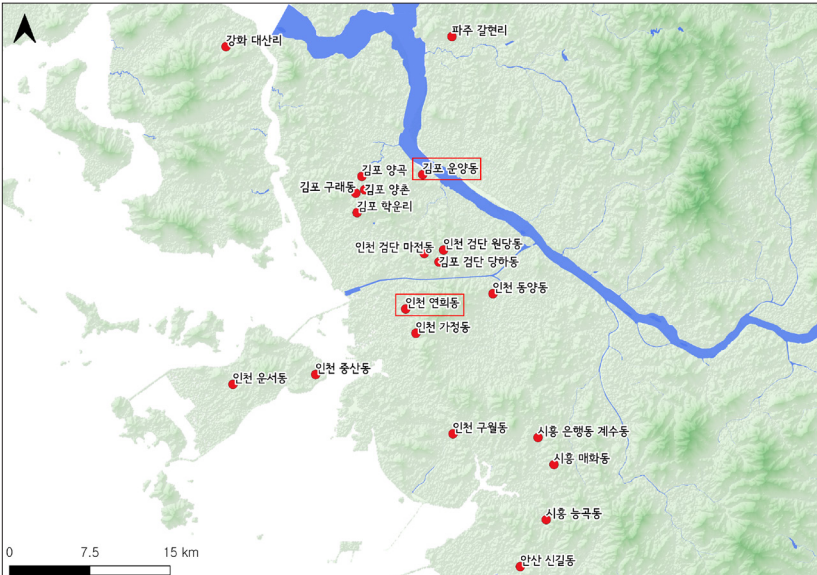 강화 대산리
파주 갈현리
김포 양곡
김포 운양동
김포 구래동
김포 양촌
김포 학운리
인천 검단 마전동
인천 검단 원당동
김포 검단 당하동
인천 동양동
인천 연희동
인천 가정동
인천 중산동
인천 운서동
인천 구월동
시흥 은행동 계수동
시흥 매화동
시흥 능곡동
안산 신길동
0 7.5 15 km